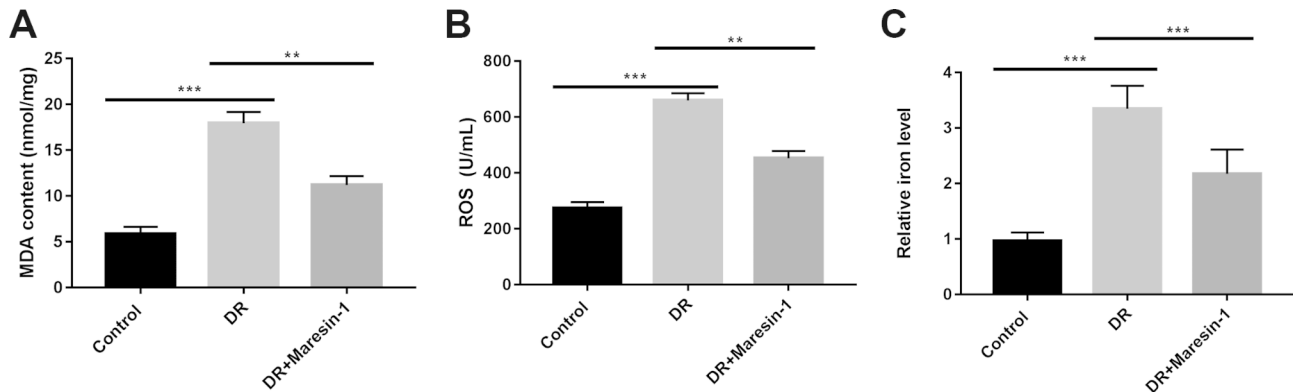 A
MDA content (nmol/mg)
25
20
15
10
5
0
***
**
Control
DR
DR+Maresin-1
B
ROS (U/mL)
800
600
400
200
0
***
**
Control
DR
DR+Maresin-1
C
Relative iron level
4
3
2
1
0
***
***
Control
DR
DR+Maresin-1